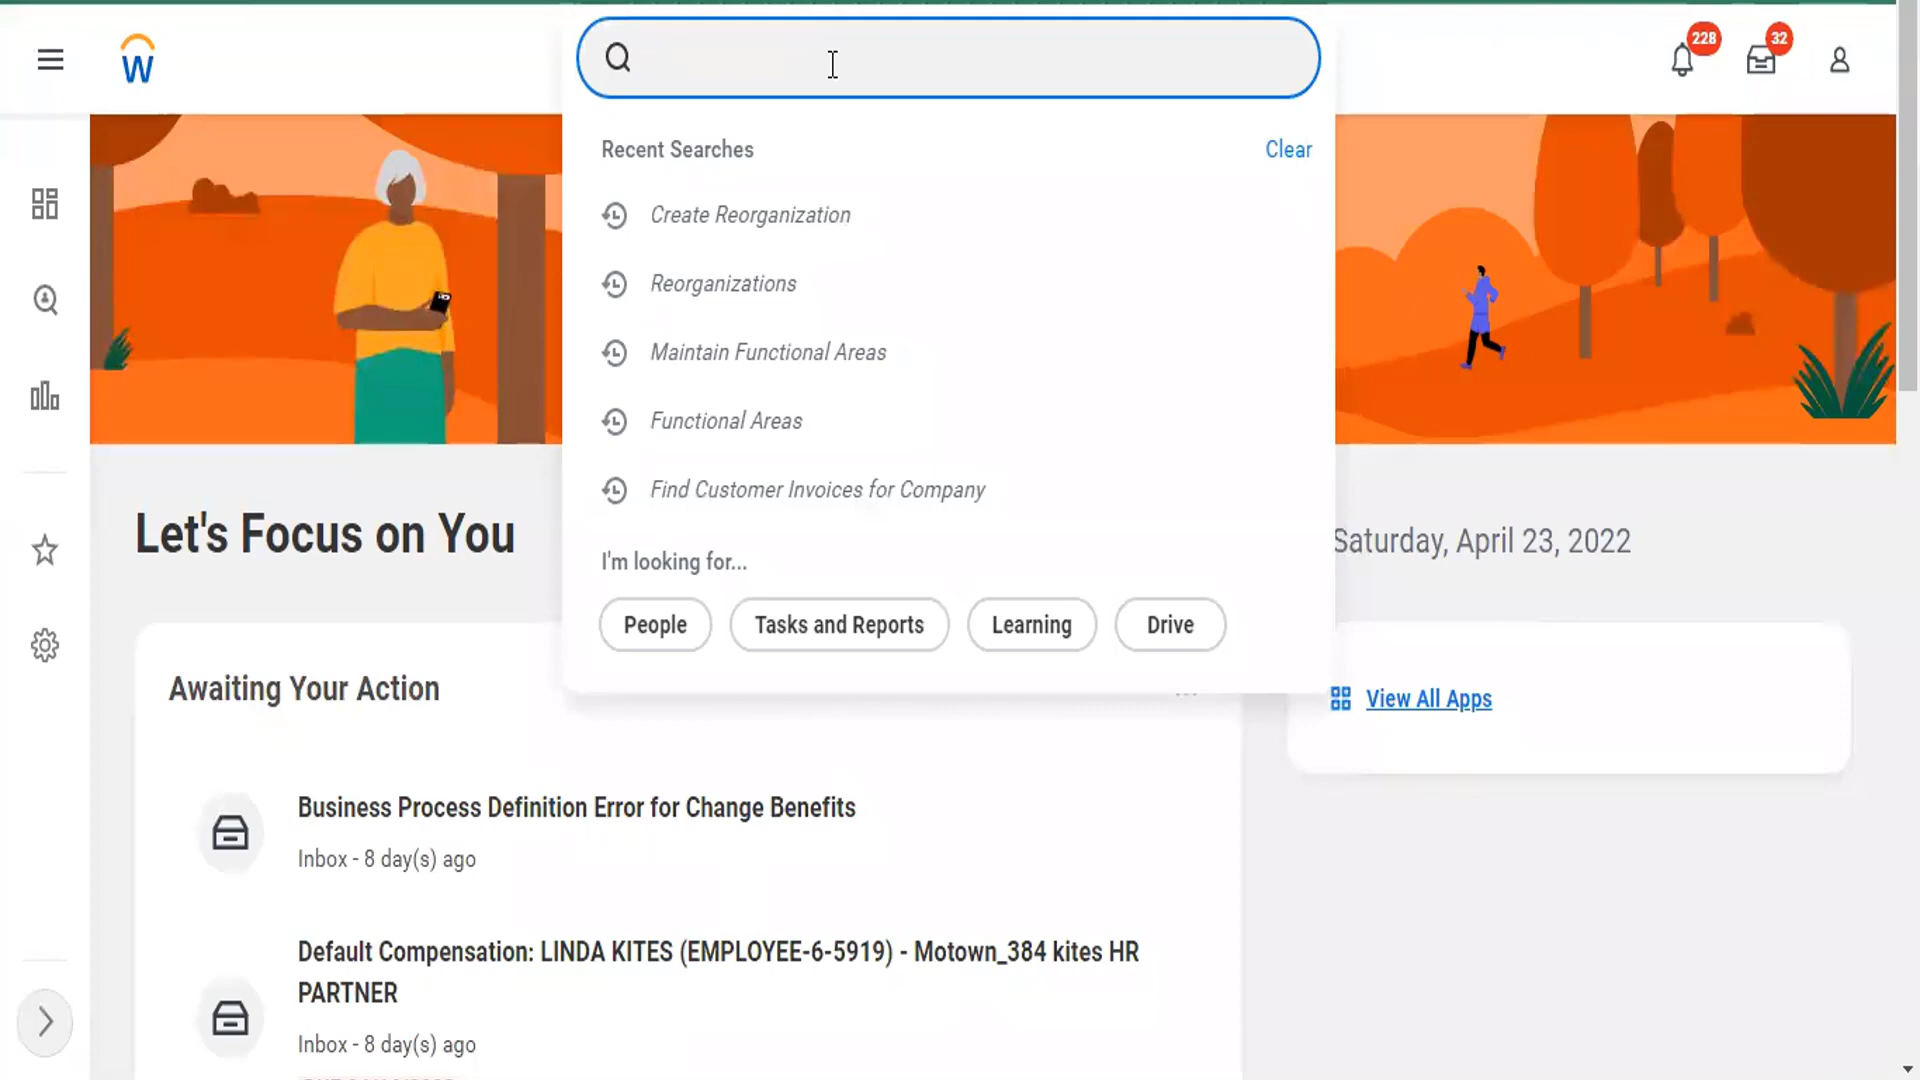 W
228
32
Recent Searches
Clear
Create Reorganization
Reorganizations
Maintain Functional Areas
Functional Areas
Find Customer Invoices for Company
I'm looking for...
People
Tasks and Reports
Learning
Drive
Let's Focus on You
Saturday, April 23, 2022
Awaiting Your Action
View All Apps
Business Process Definition Error for Change Benefits
Inbox - 8 day(s) ago
Default Compensation: LINDA KITES (EMPLOYEE-6-5919) - Motown_384 kites HR
PARTNER
Inbox - 8 day(s) ago